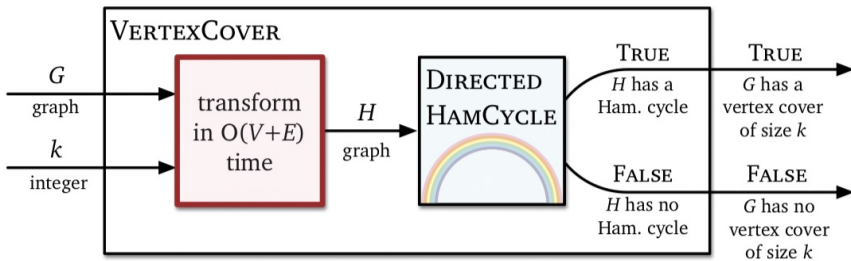 VERTEXCOVER
G
graph
k
integer
transform
in O(V+E)
time
H
graph
DIRECTED
HAMCYCLE
TRUE
H has a
Ham. cycle
FALSE
H has no
Ham. cycle
TRUE
G has a
vertex cover
of size k
FALSE
G has no
vertex cover
of size k